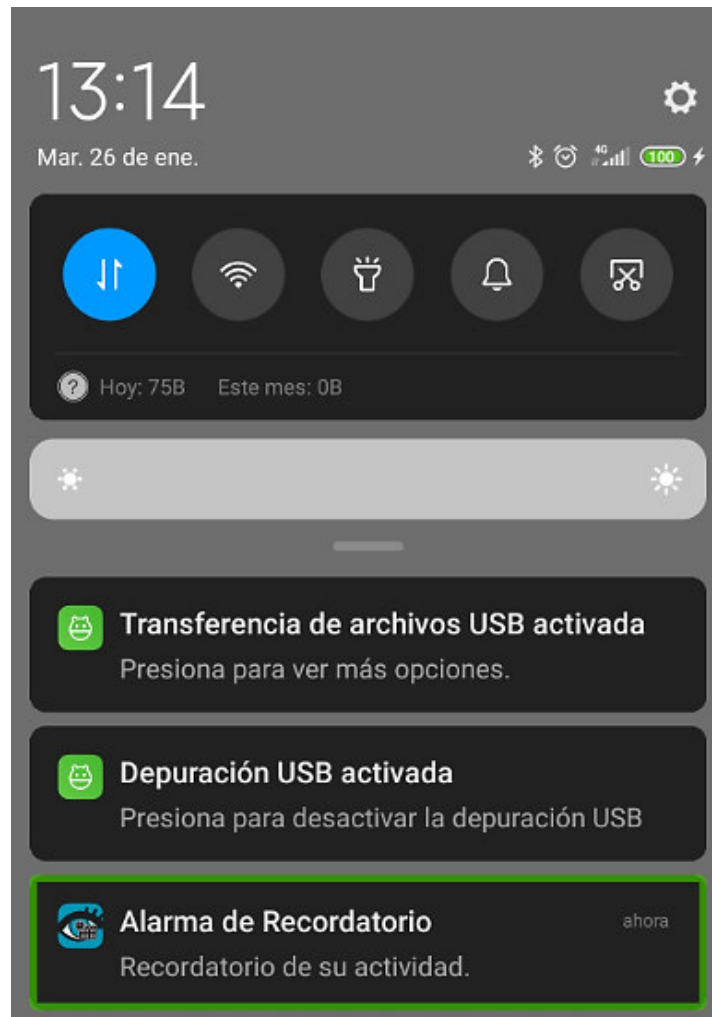 13:14
Mar. 26 de ene.
4G
100
Hoy: 75B Este mes: 0B
Transferencia de archivos USB activada
Presiona para ver más opciones.
Depuración USB activada
Presiona para desactivar la depuración USB
Alarma de Recordatorio ahora
Recordatorio de su actividad.